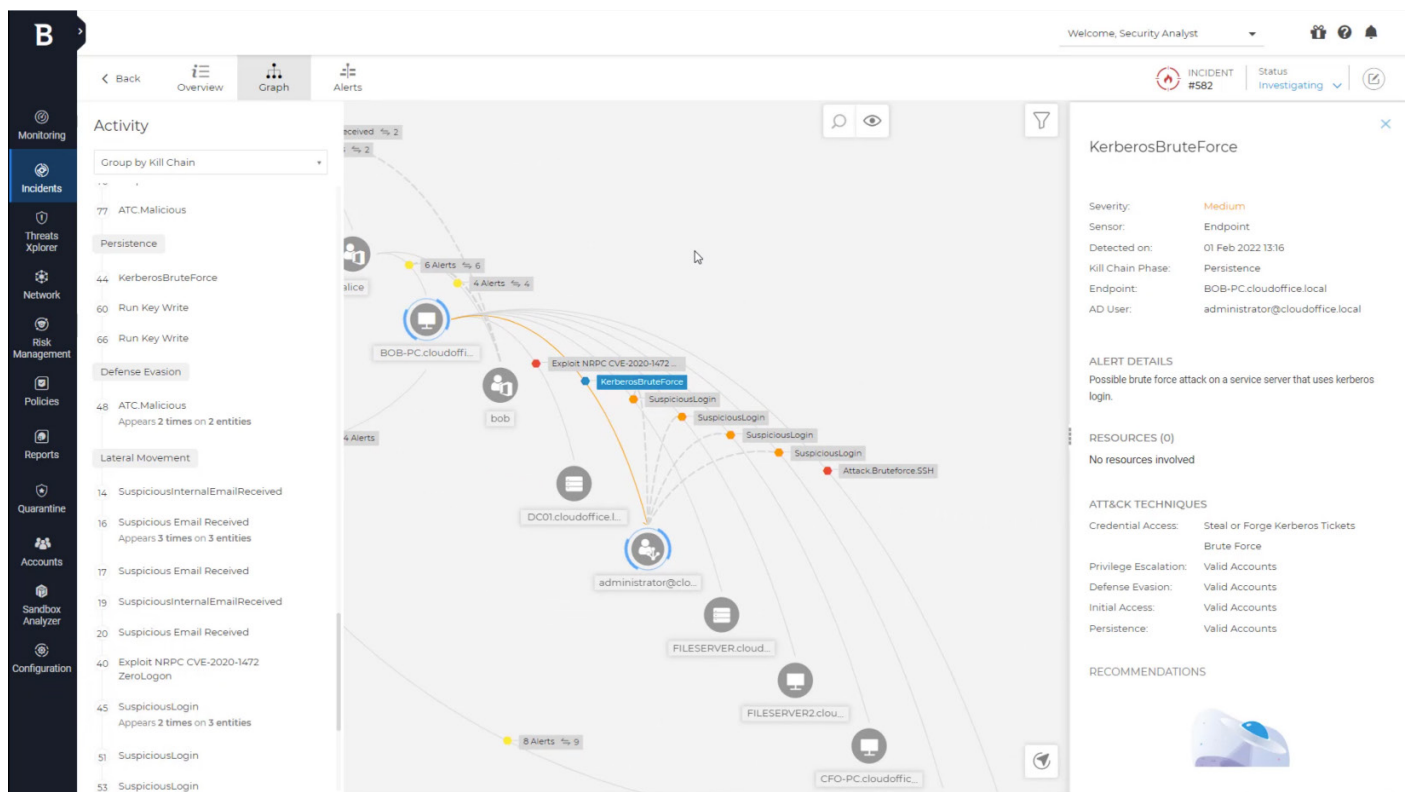 B
Welcome, Security Analyst
Back
Overview
Graph
Alerts
INCIDENT
#582
Status
Investigating
Monitoring
Incidents
Threats
Xplorer
Network
Risk
Management
Policies
Reports
Quarantine
Accounts
Sandbox
Analyzer
Configuration
Activity
Group by Kill Chain
77 ATC.Malicious
Persistence
44 KerberosBruteForce
60 Run Key Write
66 Run Key Write
Defense Evasion
48 ATC.Malicious
Appears 2 times on 2 entities
Lateral Movement
14 SuspiciousInternalEmailReceived
16 Suspicious Email Received
Appears 3 times on 3 entities
17 Suspicious Email Received
19 SuspiciousInternalEmailReceived
20 Suspicious Email Received
40 Exploit NRPC CVE-2020-1472
ZeroLogon
45 SuspiciousLogin
Appears 2 times on 3 entities
51 SuspiciousLogin
53 SuspiciousLogin
eceived 2
2
alice
6 Alerts 6
4 Alerts 4
BOB-PC.cloudoffi...
bob
Exploit NRPC CVE-2020-1472 ...
KerberosBruteForce
SuspiciousLogin
SuspiciousLogin
SuspiciousLogin
SuspiciousLogin
Attack.Bruteforce.SSH
4 Alerts
DC01.cloudoffice.l...
administrator@clo...
FILESERVER.cloud...
FILESERVER2.clou...
8 Alerts 9
CFO-PC.cloudoffic...
KerberosBruteForce
Severity: Medium
Sensor: Endpoint
Detected on: 01 Feb 2022 13:16
Kill Chain Phase: Persistence
Endpoint: BOB-PC.cloudoffice.local
AD User: administrator@cloudoffice.local
ALERT DETAILS
Possible brute force attack on a service server that uses kerberos
login.
RESOURCES (0)
No resources involved
ATT&CK TECHNIQUES
Credential Access: Steal or Forge Kerberos Tickets
Brute Force
Privilege Escalation: Valid Accounts
Defense Evasion: Valid Accounts
Initial Access: Valid Accounts
Persistence: Valid Accounts
RECOMMENDATIONS